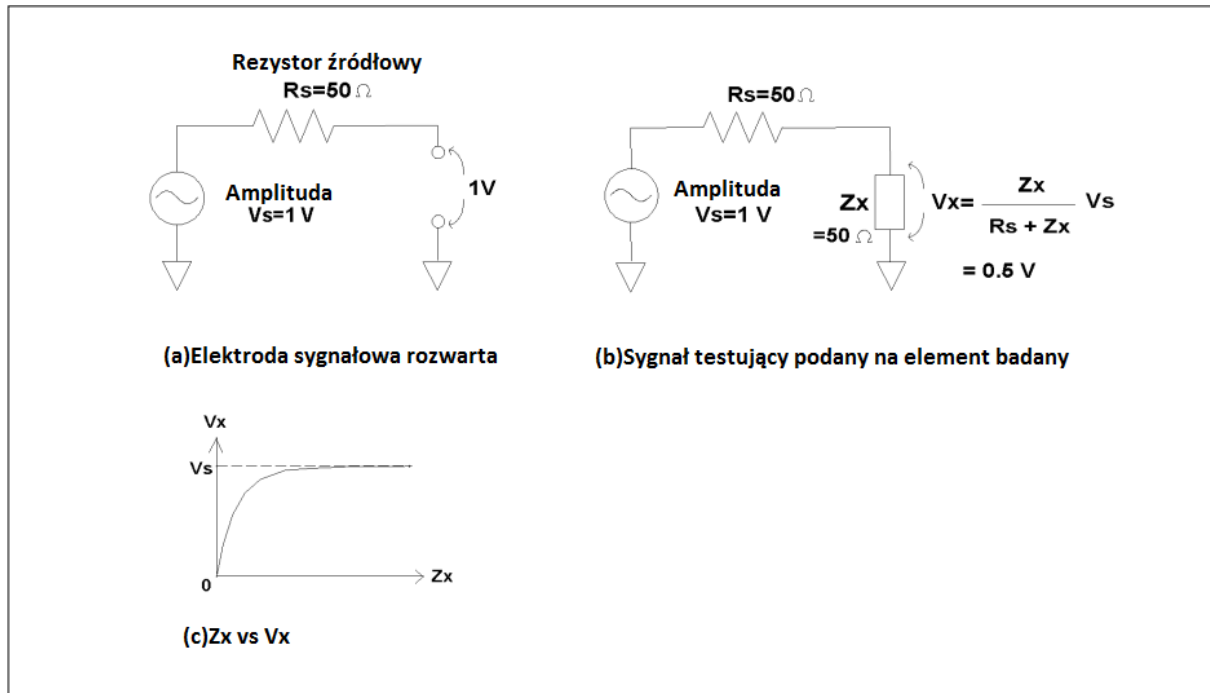 Rezystor źródłowy
Rs=50 Ω
Amplituda
Vs=1 V
1V
(a)Elektroda sygnałowa rozwarta
Rs=50 Ω
Amplituda
Vs=1 V
Zx
=50 Ω
Vx= Zx / Rs + Zx Vs
= 0.5 V
(b)Sygnał testujący podany na element badany
Vx
Vs
0
Zx
(c)Zx vs Vx